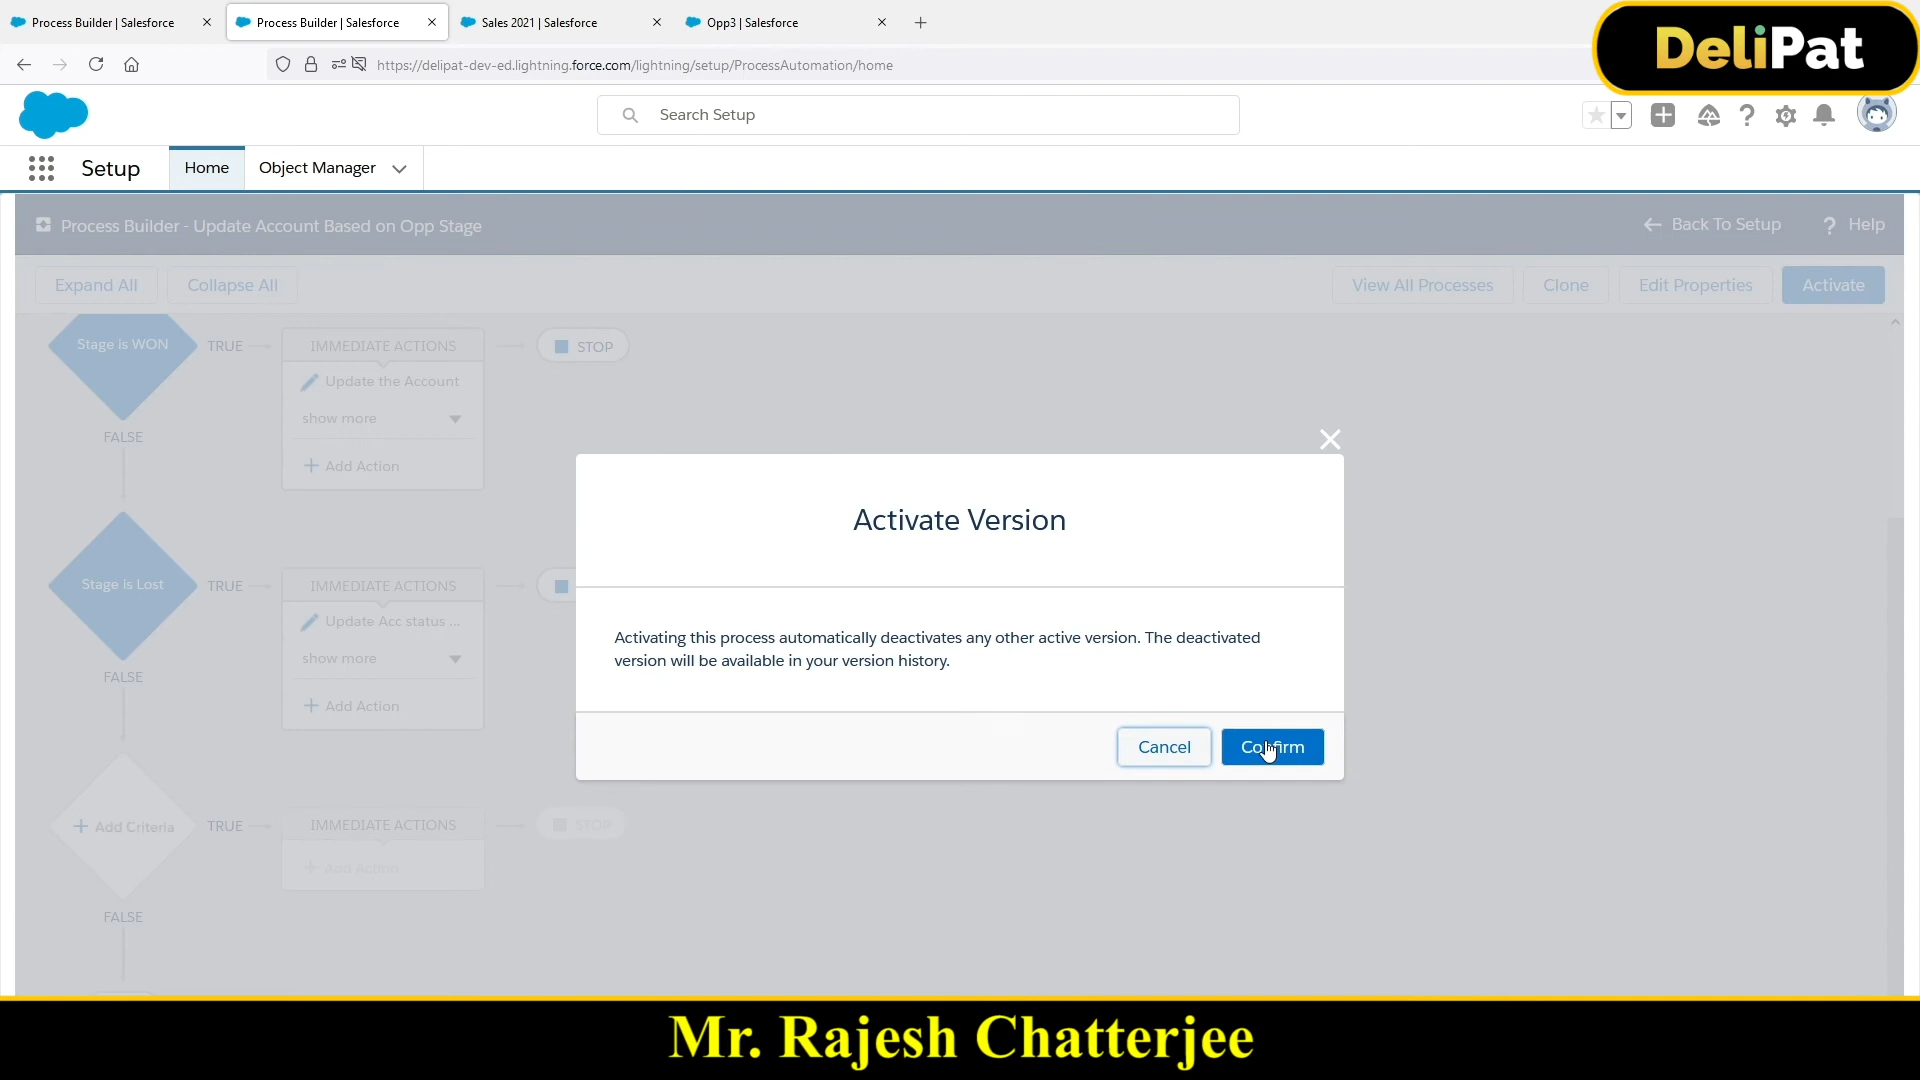 Process Builder | Salesforce
Process Builder | Salesforce
Sales 2021 | Salesforce
Opp3 | Salesforce
https://delipat-dev-ed.lightning.force.com/lightning/setup/ProcessAutomation/home
DeliPat
Search Setup
Setup
Home
Object Manager
Process Builder - Update Account Based on Opp Stage
Back To Setup
? Help
Expand All
Collapse All
View All Processes
Clone
Edit Properties
Activate
Stage is WON
TRUE
IMMEDIATE ACTIONS
STOP
Update the Account
show more
FALSE
+ Add Action
Activate Version
Stage is Lost
TRUE
IMMEDIATE ACTIONS
Update Acc status ...
Activating this process automatically deactivates any other active version. The deactivated
version will be available in your version history.
show more
FALSE
+ Add Action
Cancel
Confirm
+ Add Criteria
TRUE
IMMEDIATE ACTIONS
STOP
+ Add Action
FALSE
Mr. Rajesh Chatterjee